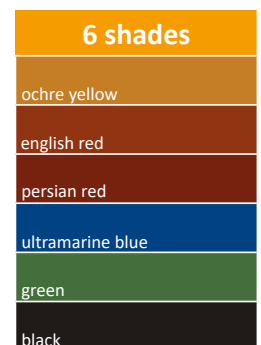 6 shades
ochre yellow
english red
persian red
ultramarine blue
green
black